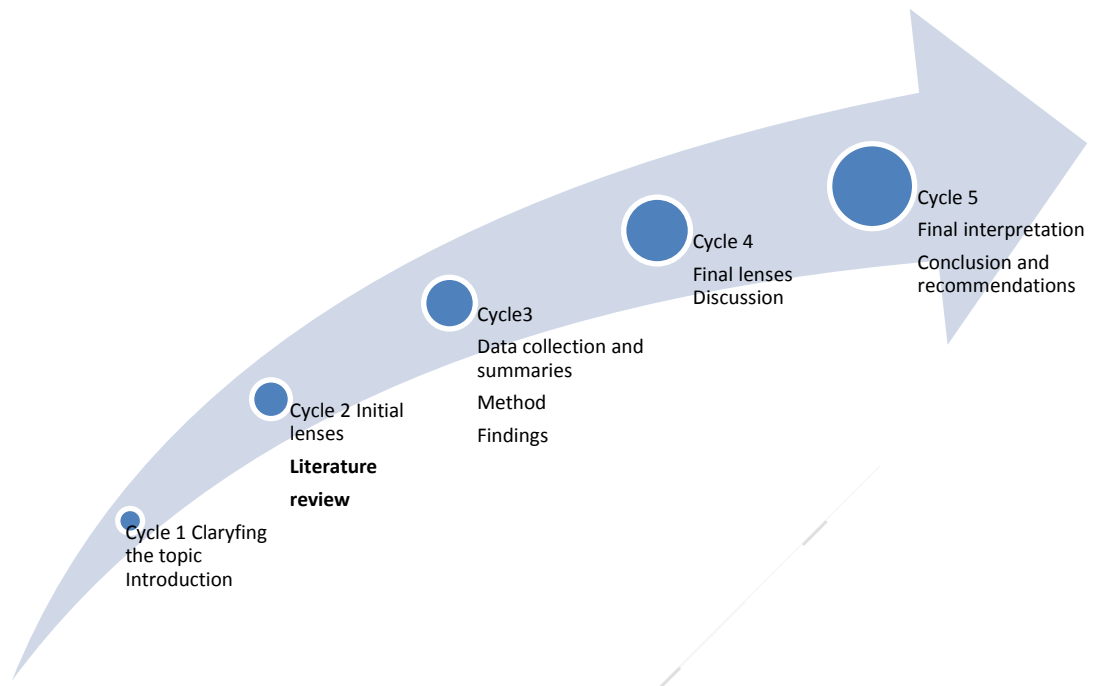 Cycle 1 Claryfing
the topic
Introduction
Cycle 2 Initial
lenses
Literature
review
Cycle3
Data collection and
summaries
Method
Findings
Cycle 4
Final lenses
Discussion
Cycle 5
Final interpretation
Conclusion and
recommendations